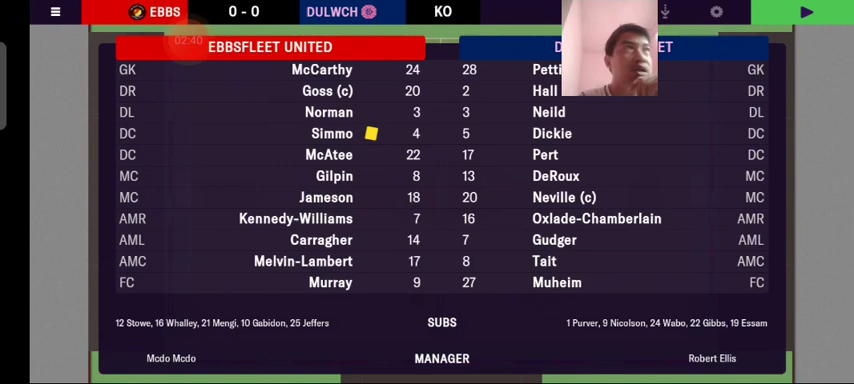 EBBS 0 - 0 DULWCH KO
02:40
EBBSFLEET UNITED D ET
GK McCarthy 24 28 Petti GK
DR Goss (c) 20 2 Hall DR
DL Norman 3 3 Neild DL
DC Simmo 4 5 Dickie DC
DC McAtee 22 17 Pert DC
MC Gilpin 8 13 DeRoux MC
MC Jameson 18 20 Neville (c) MC
AMR Kennedy-Williams 7 16 Oxlade-Chamberlain AMR
AML Carragher 14 7 Gudger AML
AMC Melvin-Lambert 17 8 Tait AMC
FC Murray 9 27 Muheim FC
12 Stowe, 16 Whalley, 21 Mengi, 10 Gabidon, 25 Jeffers SUBS 1 Purver, 9 Nicolson, 24 Wabo, 22 Gibbs, 19 Essam
Mcdo Mcdo MANAGER Robert Ellis